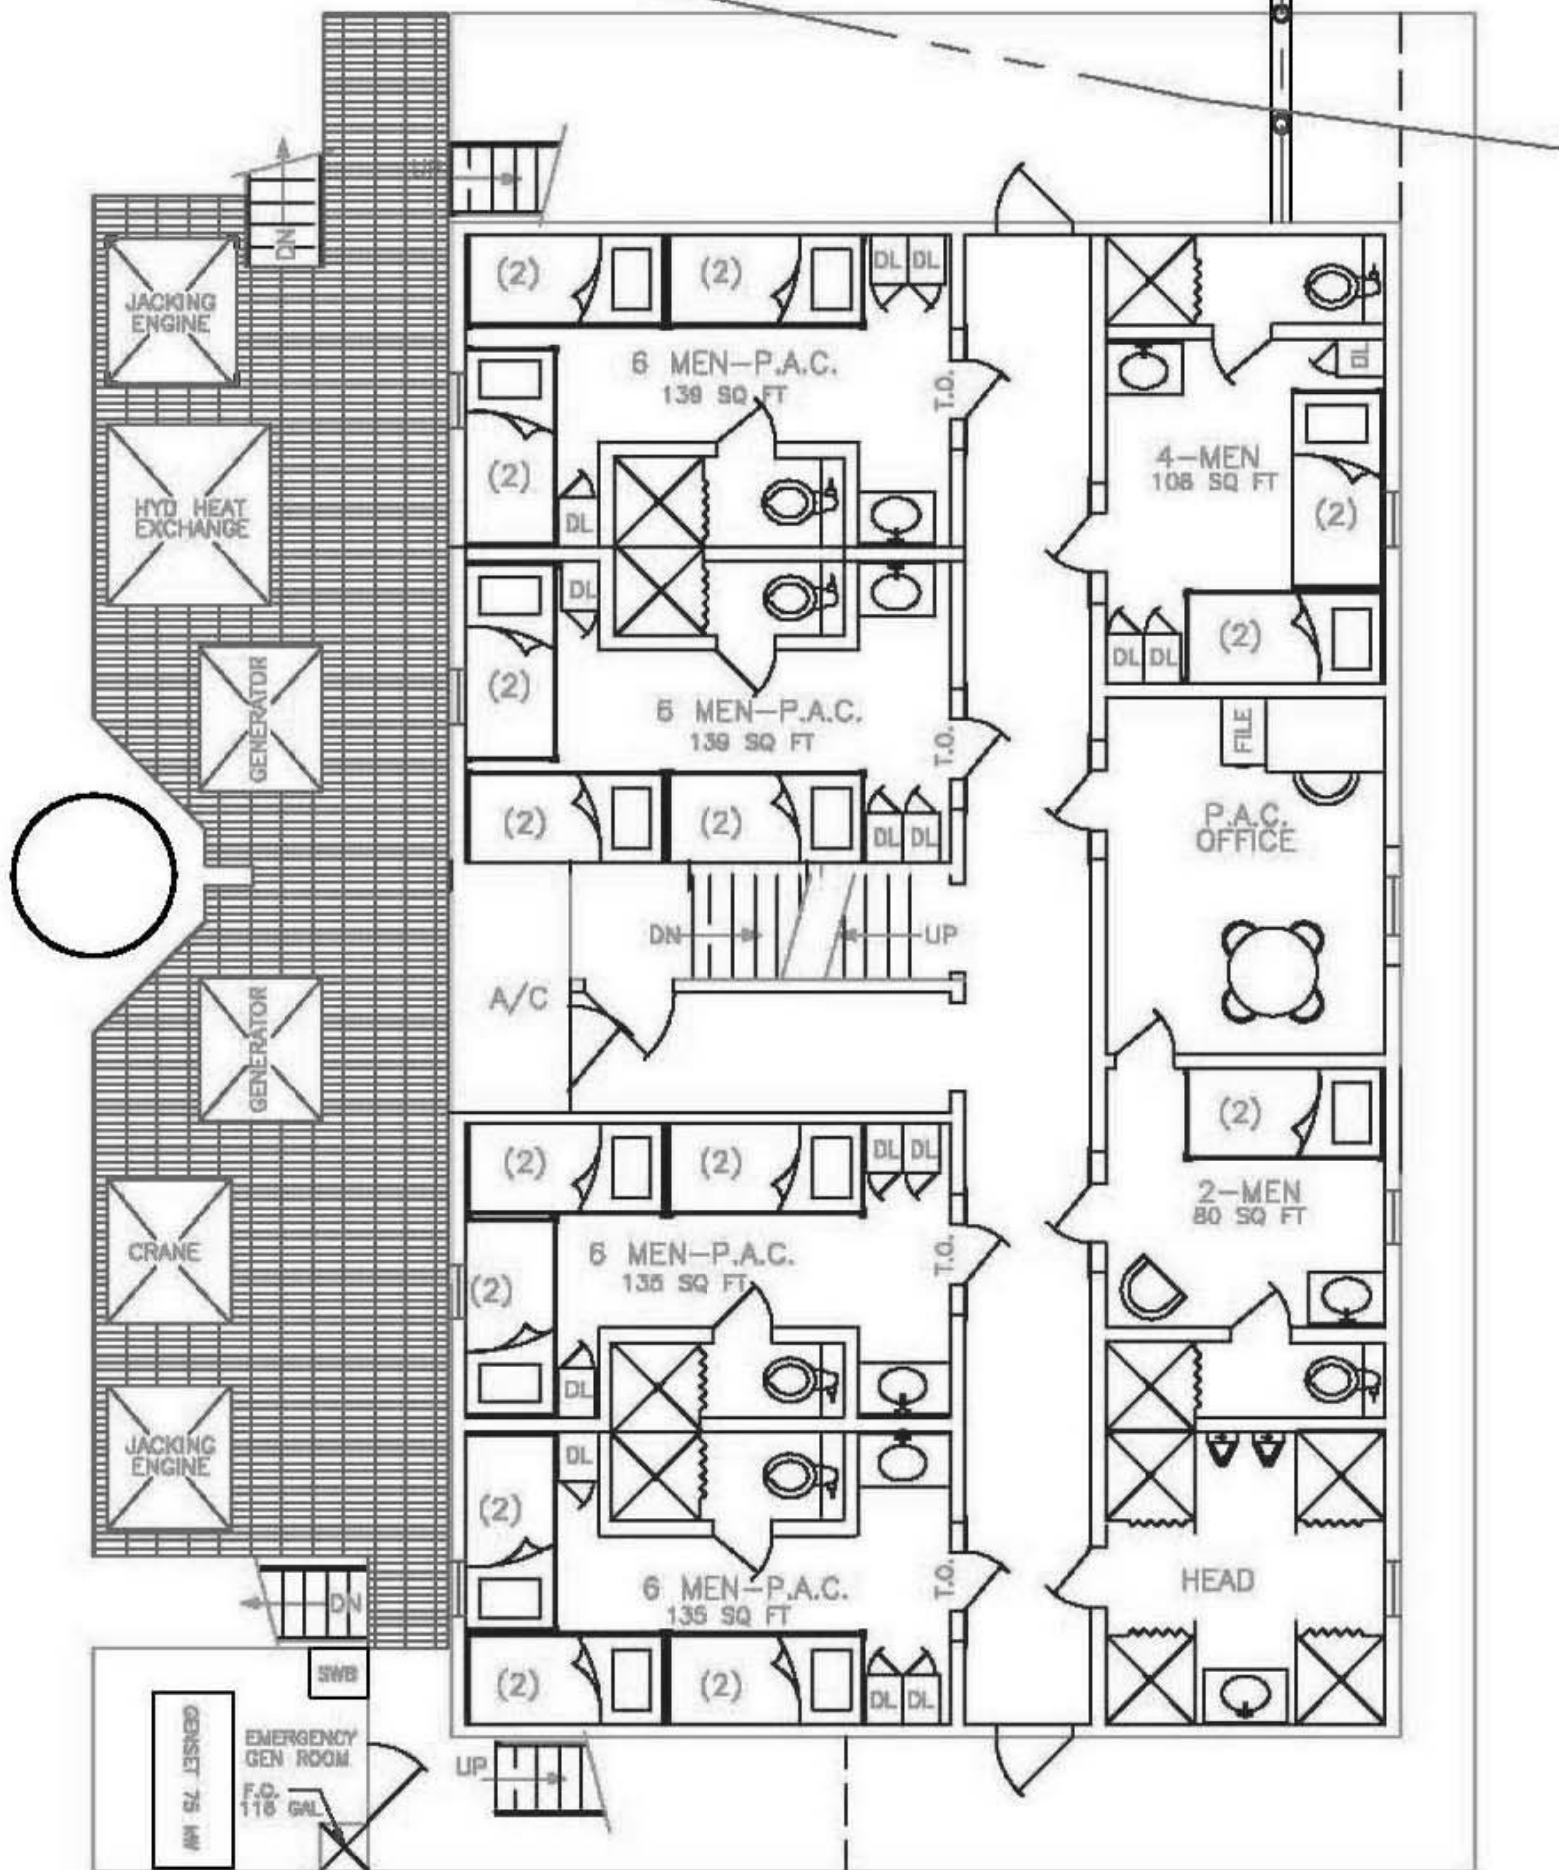 UP
DN
JACKING
ENGINE
(2)
(2)
DL DL
6 MEN-P.A.C.
139 SQ FT
T.O.
DL
4-MEN
108 SQ FT
(2)
HYD HEAT
EXCHANGE
(2)
DL
DL
(2)
DL DL
(2)
GENERATOR
6 MEN-P.A.C.
139 SQ FT
T.O.
FILE
(2)
(2)
DL DL
P.A.C.
OFFICE
DN
UP
A/C
GENERATOR
(2)
(2)
(2)
DL DL
2-MEN
80 SQ FT
CRANE
6 MEN-P.A.C.
135 SQ FT
T.O.
(2)
DL
JACKING
ENGINE
DL
(2)
HEAD
6 MEN-P.A.C.
135 SQ FT
T.O.
DN
SWB
(2)
(2)
DL DL
GENSET 75 KW
EMERGENCY
GEN ROOM
F.O.
116 GAL
UP